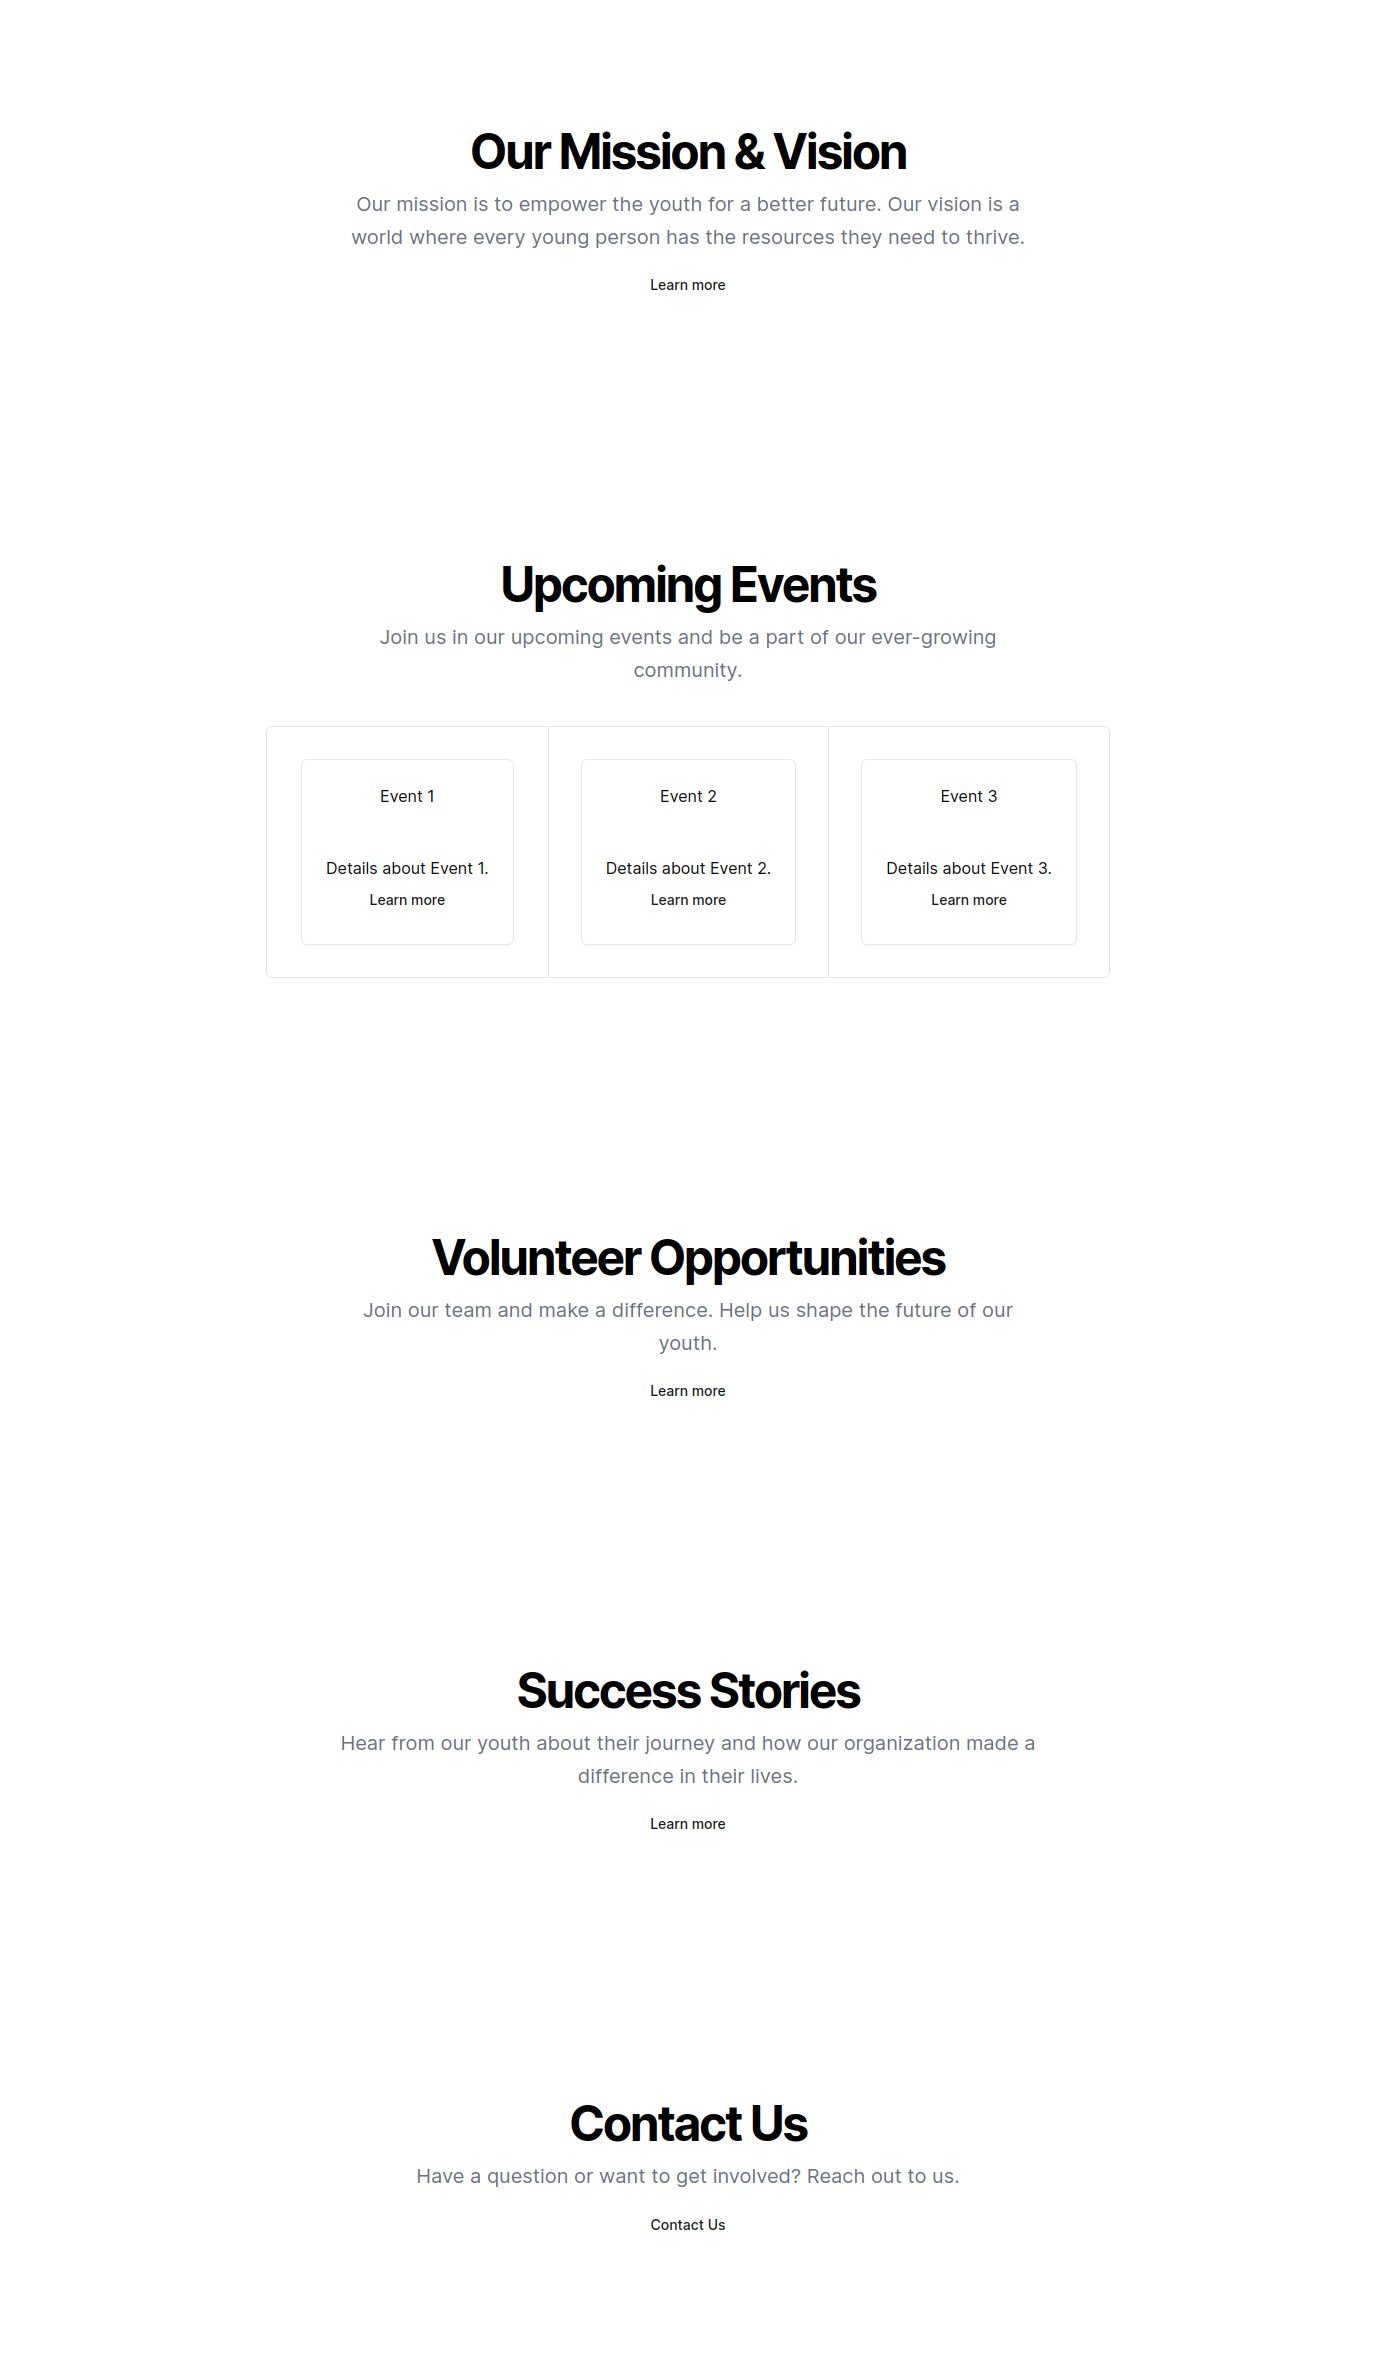 Our Mission & Vision
Our mission is to empower the youth for a better future. Our vision is a
world where every young person has the resources they need to thrive.
Learn more
Upcoming Events
Join us in our upcoming events and be a part of our ever-growing
community.
Event 1
Details about Event 1.
Learn more
Event 2
Details about Event 2.
Learn more
Event 3
Details about Event 3.
Learn more
Volunteer Opportunities
Join our team and make a difference. Help us shape the future of our
youth.
Learn more
Success Stories
Hear from our youth about their journey and how our organization made a
difference in their lives.
Learn more
Contact Us
Have a question or want to get involved? Reach out to us.
Contact Us